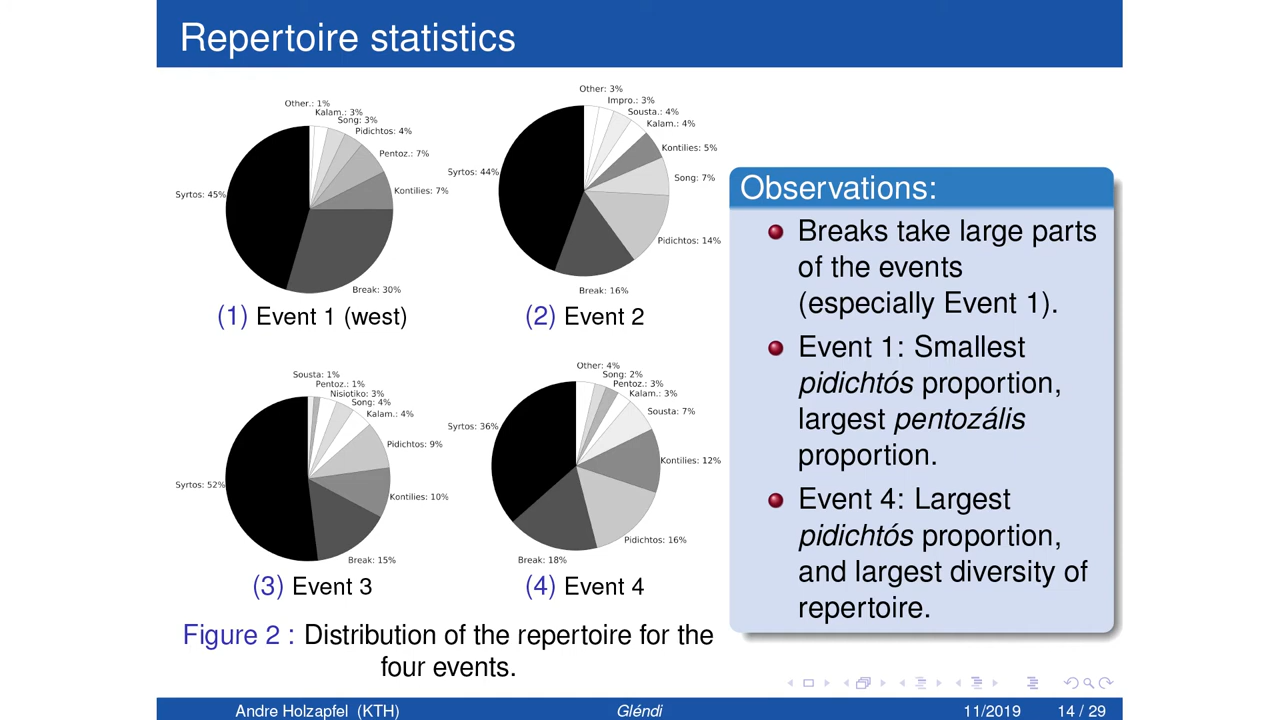 Repertoire statistics
Other.: 1%
Kalam.: 3%
Song: 3%
Pidichtos: 4%
Pentoz.: 7%
Kontilies: 7%
Syrtos: 45%
Break: 30%
(1) Event 1 (west)
Other: 3%
Impro.: 3%
Sousta.: 4%
Kalam.: 4%
Kontilies: 5%
Song: 7%
Pidichtos: 14%
Syrtos: 44%
Break: 16%
(2) Event 2
Sousta: 1%
Pentoz.: 1%
Nisiotiko: 3%
Song: 4%
Kalam.: 4%
Pidichtos: 9%
Kontilies: 10%
Syrtos: 52%
Break: 15%
(3) Event 3
Other: 4%
Song: 2%
Pentoz.: 3%
Kalam.: 3%
Sousta: 7%
Kontilies: 12%
Pidichtos: 16%
Syrtos: 36%
Break: 18%
(4) Event 4
Figure 2 : Distribution of the repertoire for the
four events.
Observations:
Breaks take large parts
of the events
(especially Event 1).
Event 1: Smallest
pidichtós proportion,
largest pentozális
proportion.
Event 4: Largest
pidichtós proportion,
and largest diversity of
repertoire.
Andre Holzapfel (KTH)
Gléndi
11/2019
14 / 29